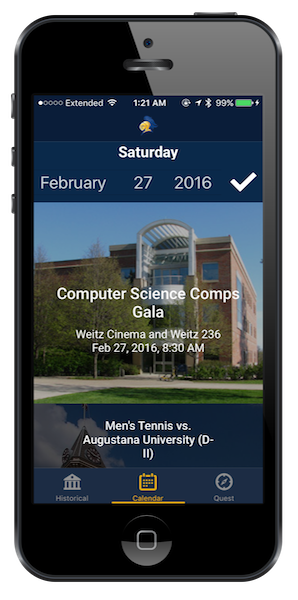 ●○○○○ Extended 1:21 AM 99%
Saturday
February 27 2016
Computer Science Comps
Gala
Weitz Cinema and Weitz 236
Feb 27, 2016, 8:30 AM
Men's Tennis vs.
Augustana University (D-
II)
Historical Calendar Quest